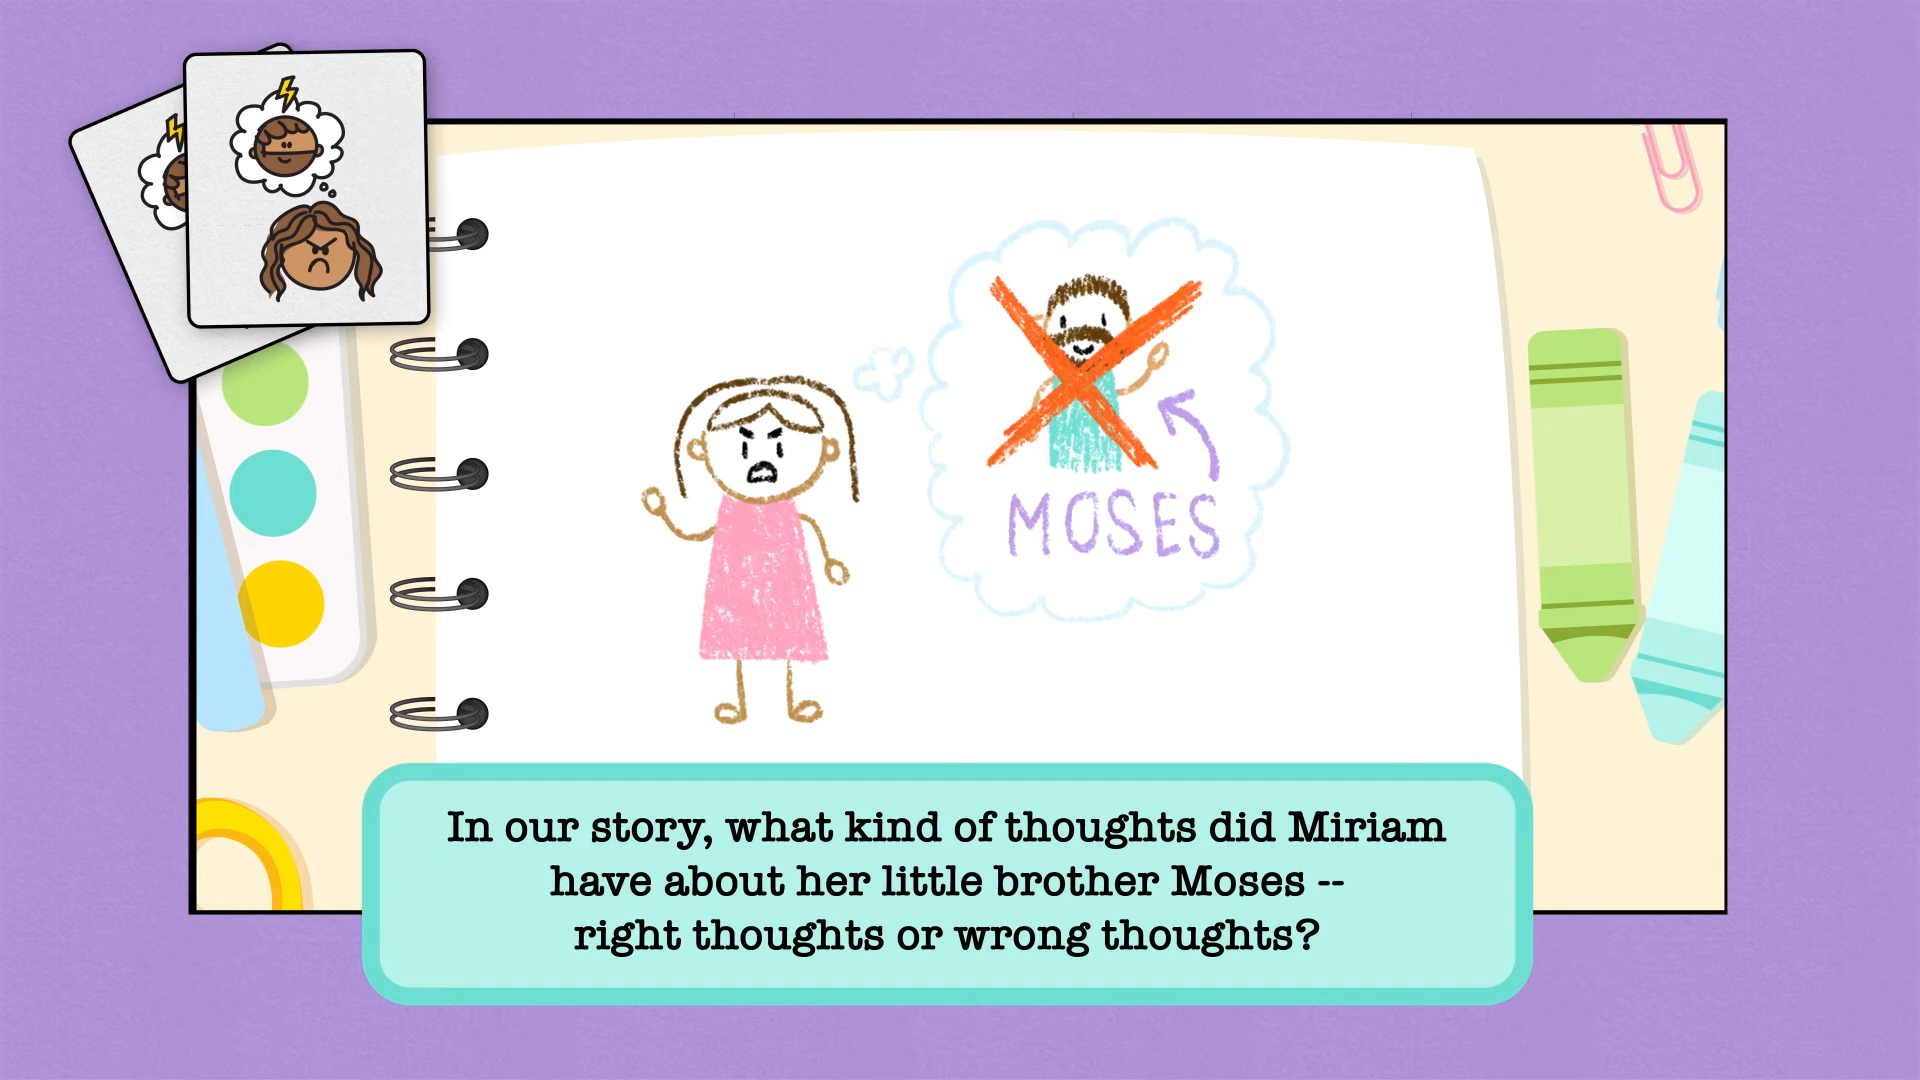 MOSES
In our story, what kind of thoughts did Miriam
have about her little brother Moses --
right thoughts or wrong thoughts?